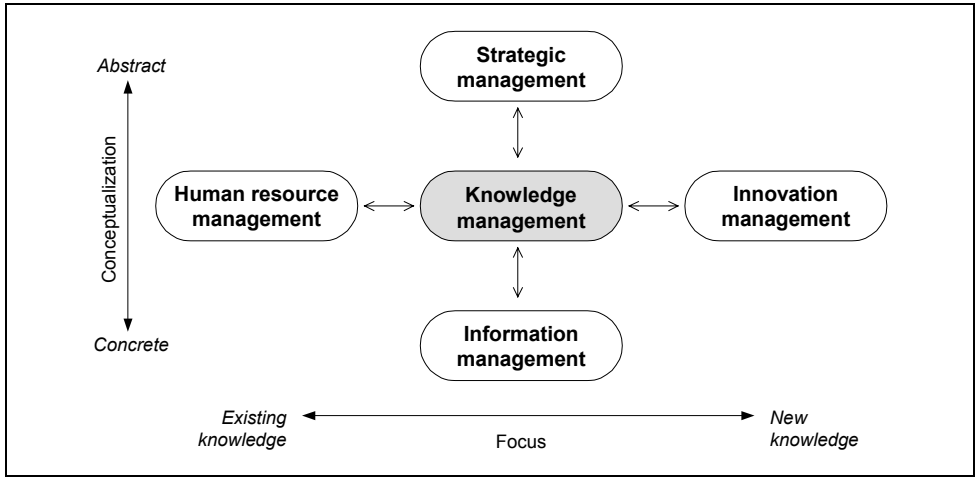 Strategic
management
Abstract
Conceptualization
Human resource
management
Knowledge
management
Innovation
management
Concrete
Information
management
Existing
knowledge
Focus
New
knowledge